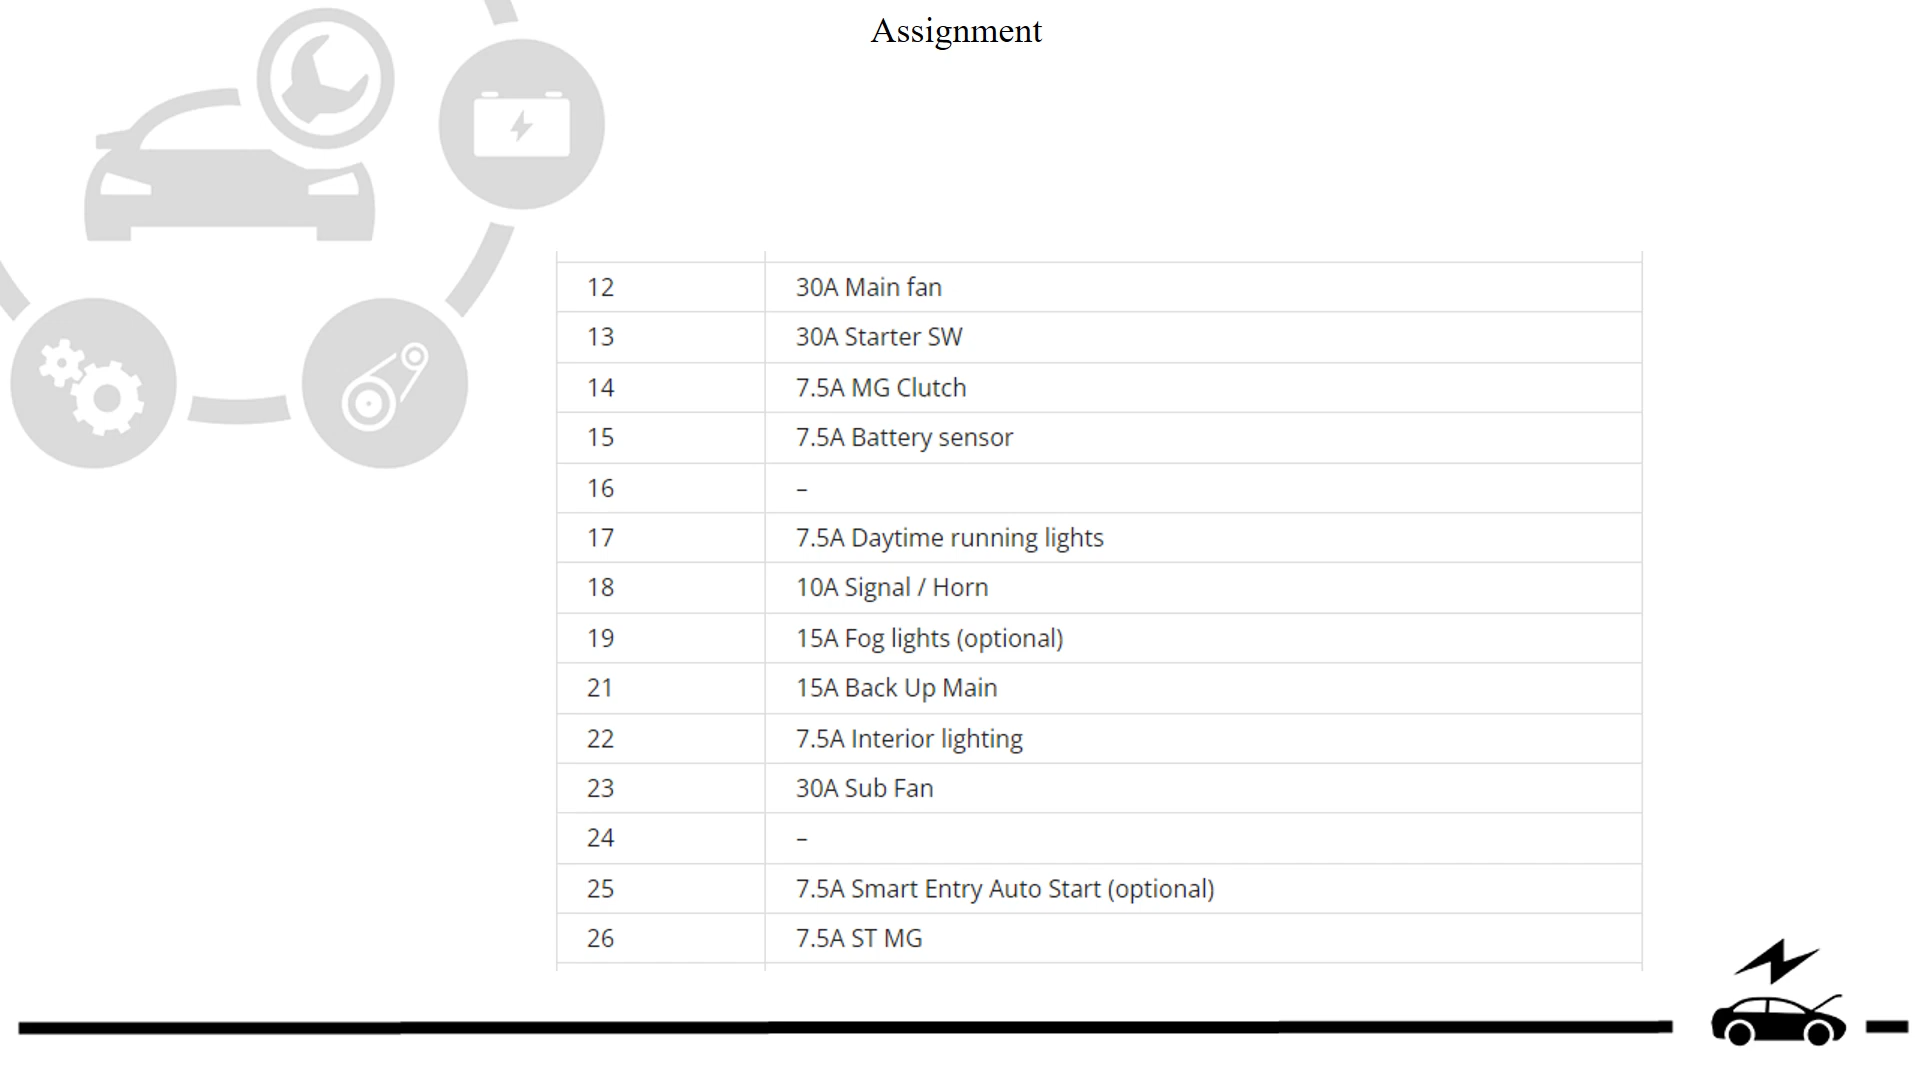 Assignment
12 30A Main fan
13 30A Starter SW
14 7.5A MG Clutch
15 7.5A Battery sensor
16 –
17 7.5A Daytime running lights
18 10A Signal / Horn
19 15A Fog lights (optional)
21 15A Back Up Main
22 7.5A Interior lighting
23 30A Sub Fan
24 –
25 7.5A Smart Entry Auto Start (optional)
26 7.5A ST MG